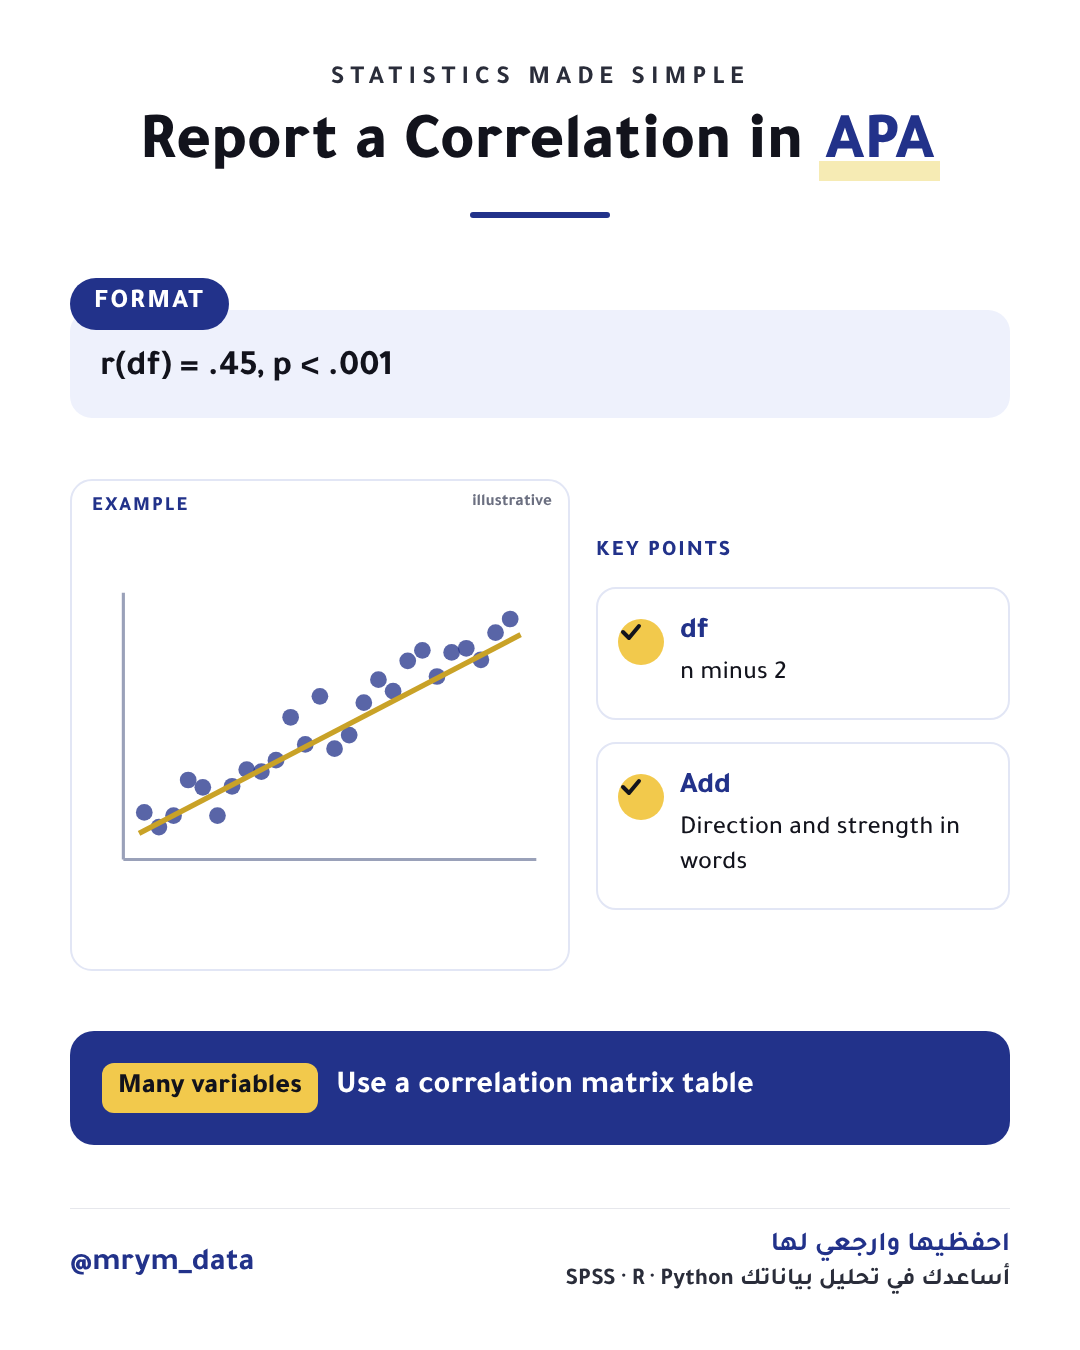 STATISTICS MADE SIMPLE
Report a Correlation in APA
FORMAT
r(df) = .45, p < .001
EXAMPLE
illustrative
KEY POINTS
df
n minus 2
Add
Direction and strength in
words
Many variables Use a correlation matrix table
@mrym_data
احفظيها وارجعي لها
أساعدك في تحليل بياناتك SPSS · R · Python